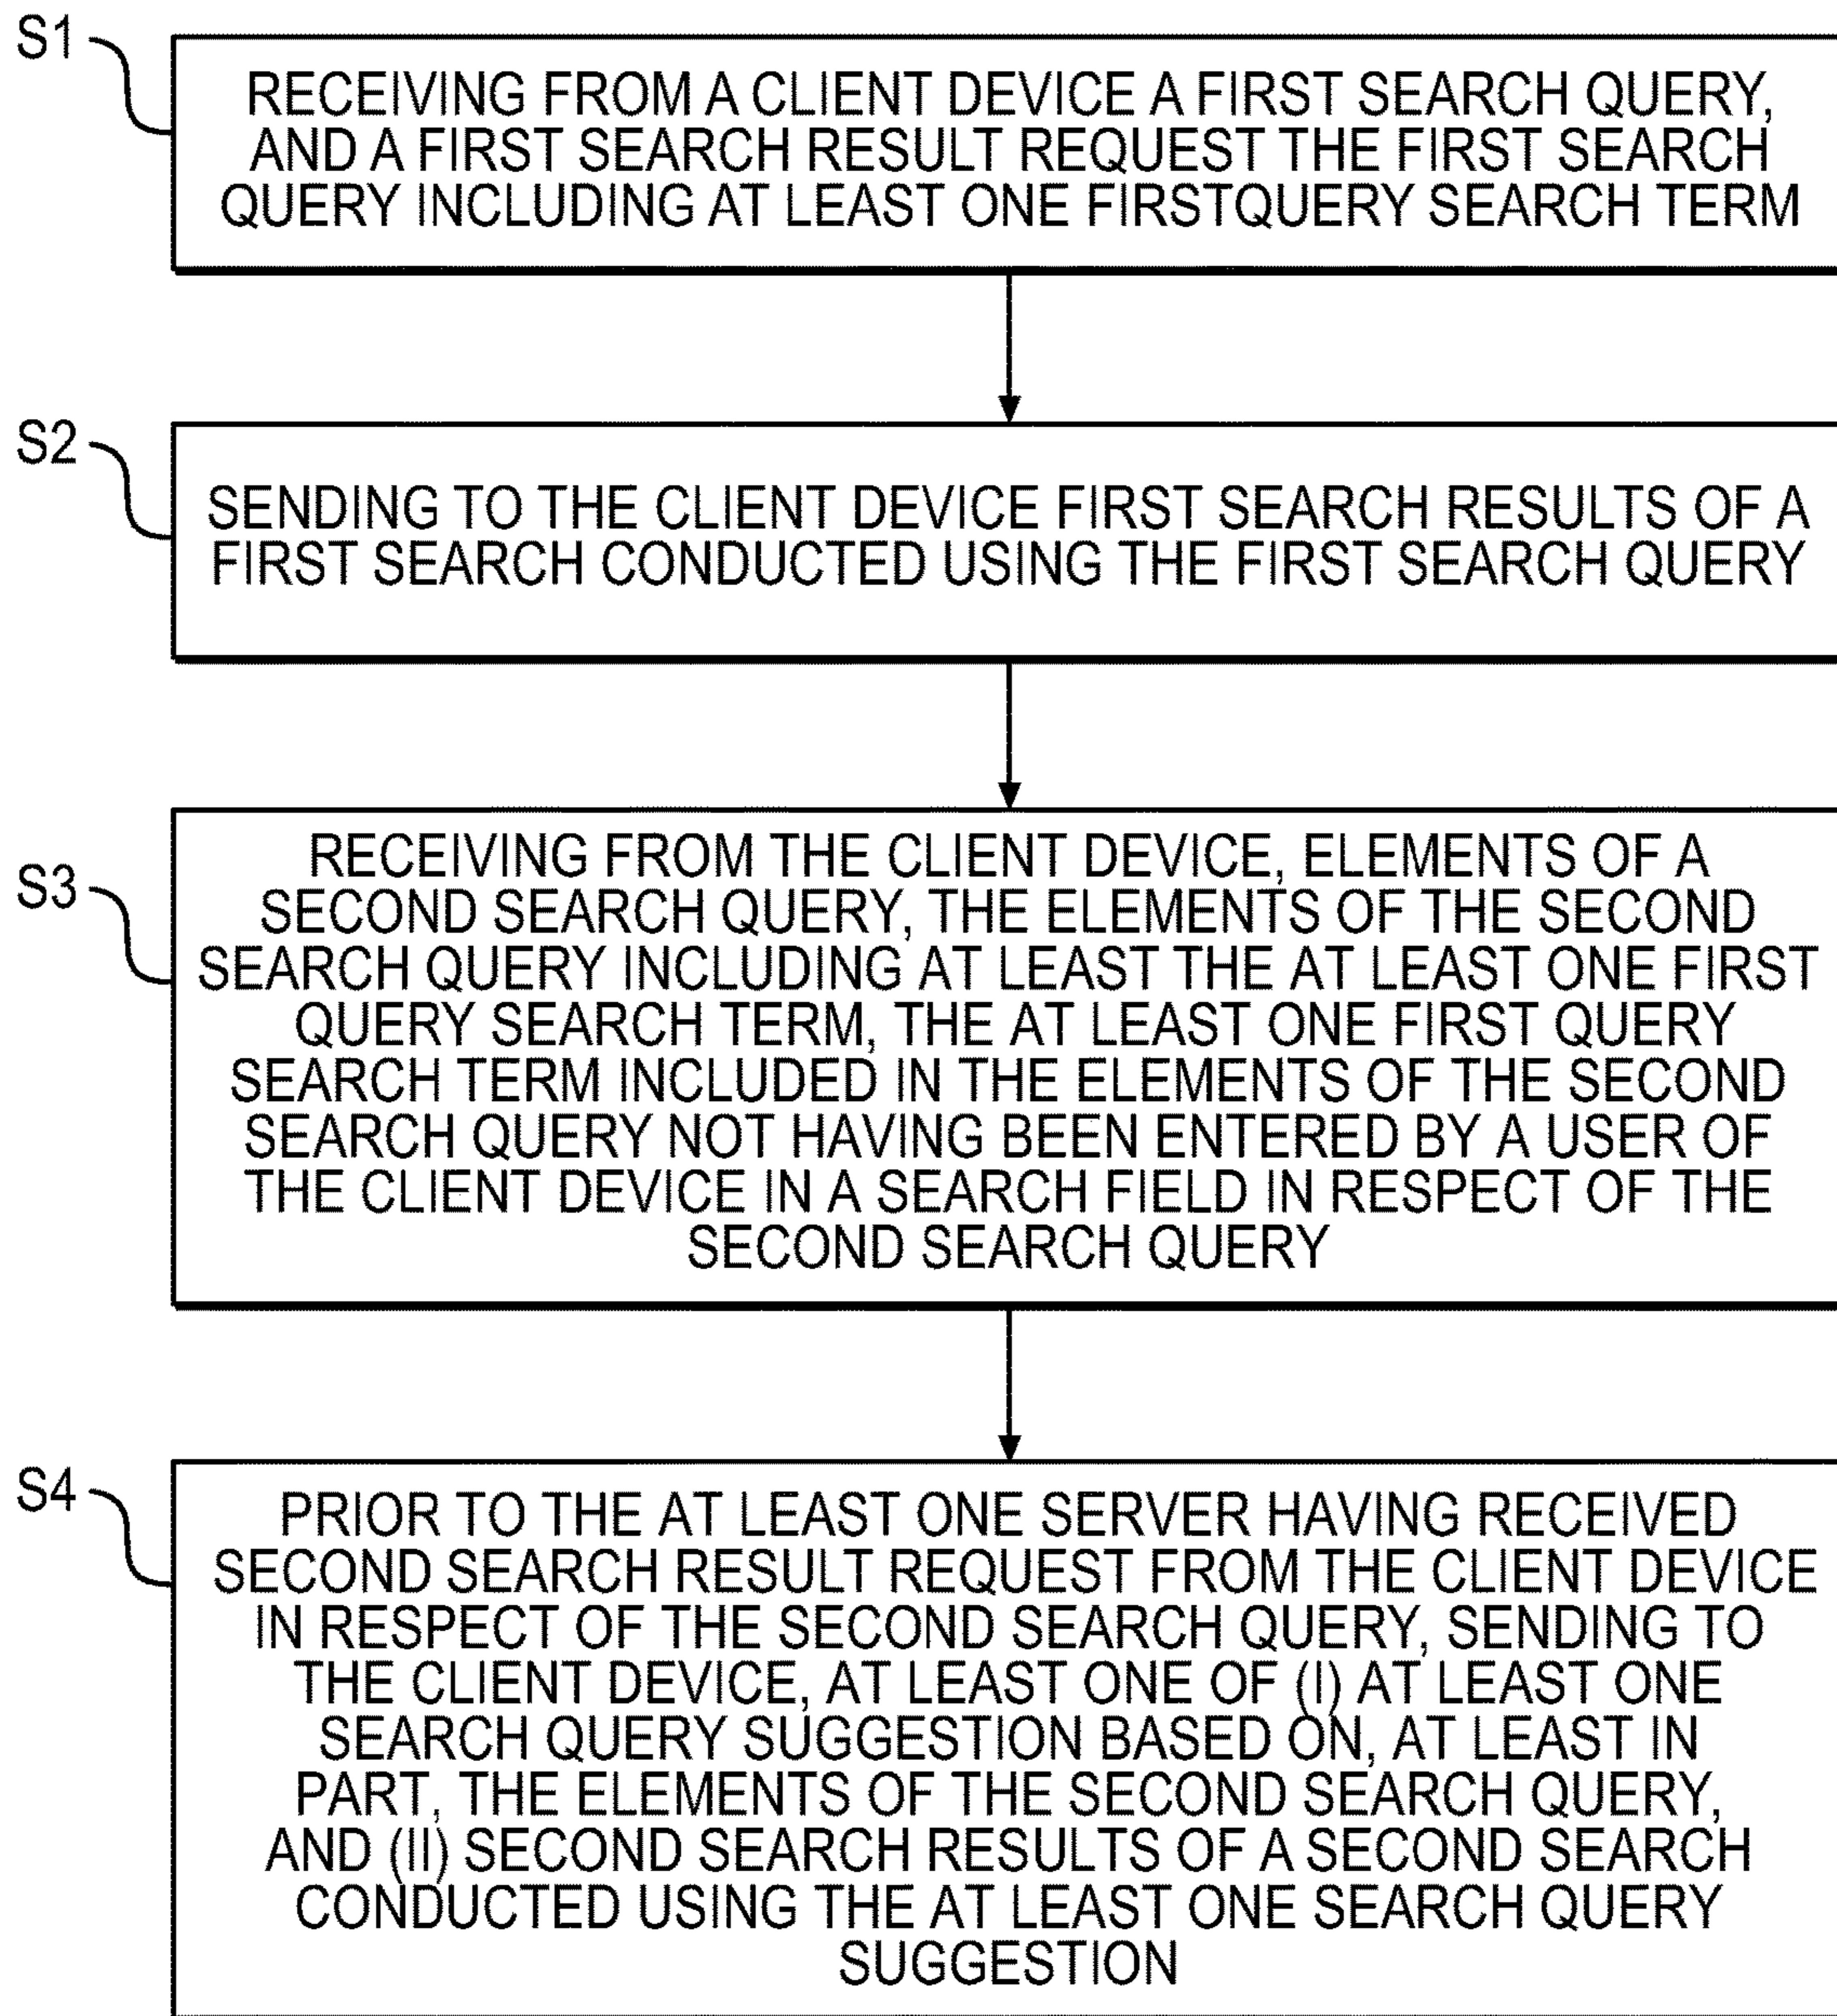 S1
RECEIVING FROM A CLIENT DEVICE A FIRST SEARCH QUERY,
AND A FIRST SEARCH RESULT REQUEST THE FIRST SEARCH
QUERY INCLUDING AT LEAST ONE FIRSTQUERY SEARCH TERM
S2
SENDING TO THE CLIENT DEVICE FIRST SEARCH RESULTS OF A
FIRST SEARCH CONDUCTED USING THE FIRST SEARCH QUERY
S3
RECEIVING FROM THE CLIENT DEVICE, ELEMENTS OF A
SECOND SEARCH QUERY, THE ELEMENTS OF THE SECOND
SEARCH QUERY INCLUDING AT LEAST THE AT LEAST ONE FIRST
QUERY SEARCH TERM, THE AT LEAST ONE FIRST QUERY
SEARCH TERM INCLUDED IN THE ELEMENTS OF THE SECOND
SEARCH QUERY NOT HAVING BEEN ENTERED BY A USER OF
THE CLIENT DEVICE IN A SEARCH FIELD IN RESPECT OF THE
SECOND SEARCH QUERY
S4
PRIOR TO THE AT LEAST ONE SERVER HAVING RECEIVED
SECOND SEARCH RESULT REQUEST FROM THE CLIENT DEVICE
IN RESPECT OF THE SECOND SEARCH QUERY, SENDING TO
THE CLIENT DEVICE, AT LEAST ONE OF (I) AT LEAST ONE
SEARCH QUERY SUGGESTION BASED ON, AT LEAST IN
PART, THE ELEMENTS OF THE SECOND SEARCH QUERY,
AND (II) SECOND SEARCH RESULTS OF A SECOND SEARCH
CONDUCTED USING THE AT LEAST ONE SEARCH QUERY
SUGGESTION